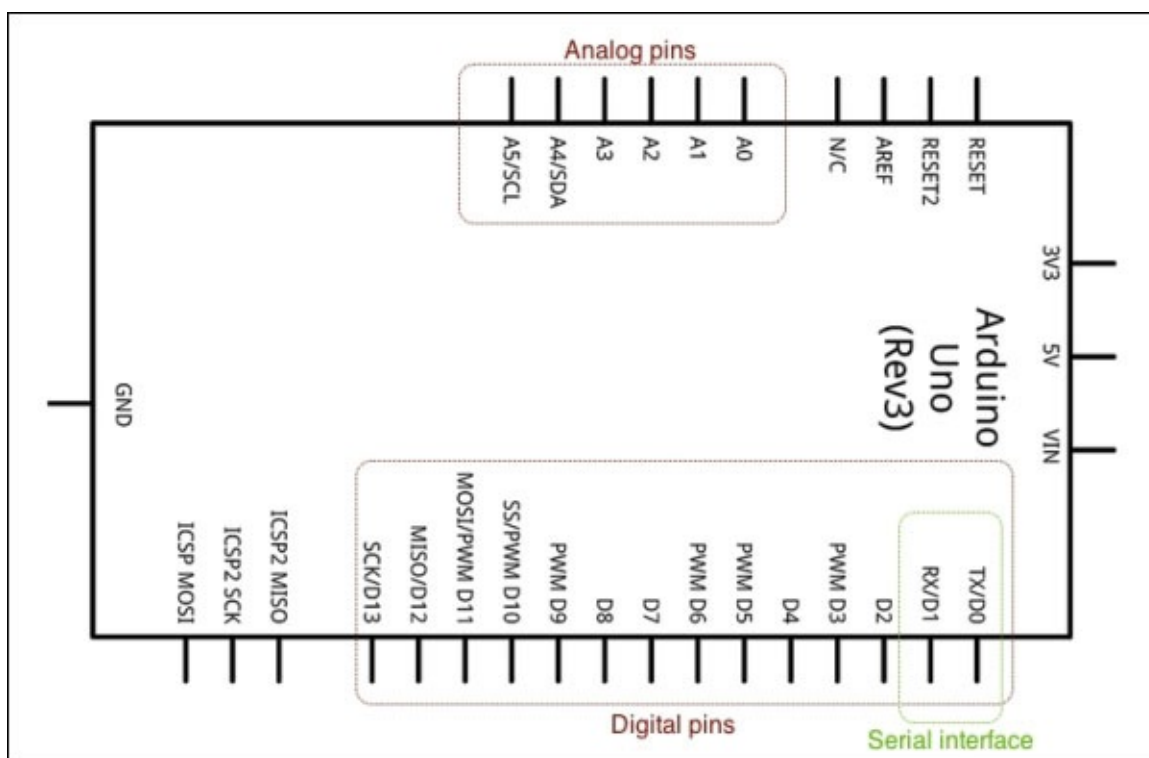 Analog pins
A5/SCL
A4/SDA
A3
A2
A1
A0
N/C
AREF
RESET2
RESET
3V3
5V
VIN
Arduino
Uno
(Rev3)
GND
ICSP MOSI
ICSP2 SCK
ICSP2 MISO
SCK/D13
MISO/D12
MOSI/PWM D11
SS/PWM D10
PWM D9
D8
D7
PWM D6
PWM D5
D4
PWM D3
D2
RX/D1
TX/D0
Digital pins
Serial interface